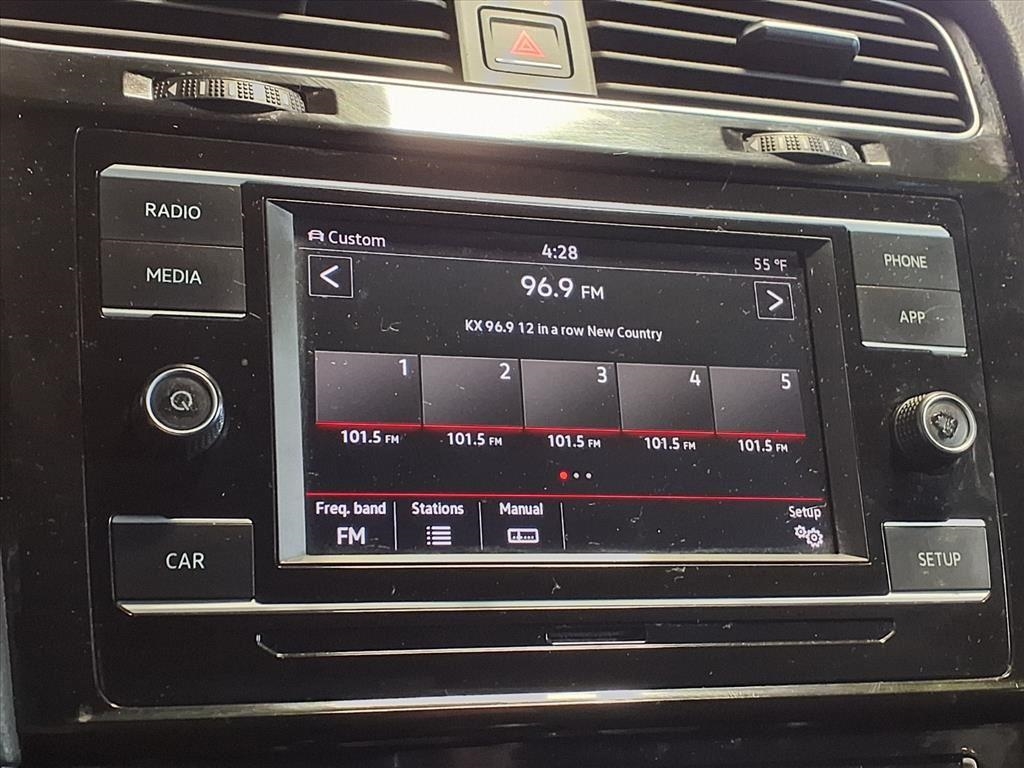 RADIO
MEDIA
CAR
PHONE
APP
SETUP
Custom
4:28
55 °F
<
96.9 FM
>
KX 96.9 12 in a row New Country
1 2 3 4 5
101.5 FM 101.5 FM 101.5 FM 101.5 FM 101.5 FM
Freq. band Stations Manual Setup
FM